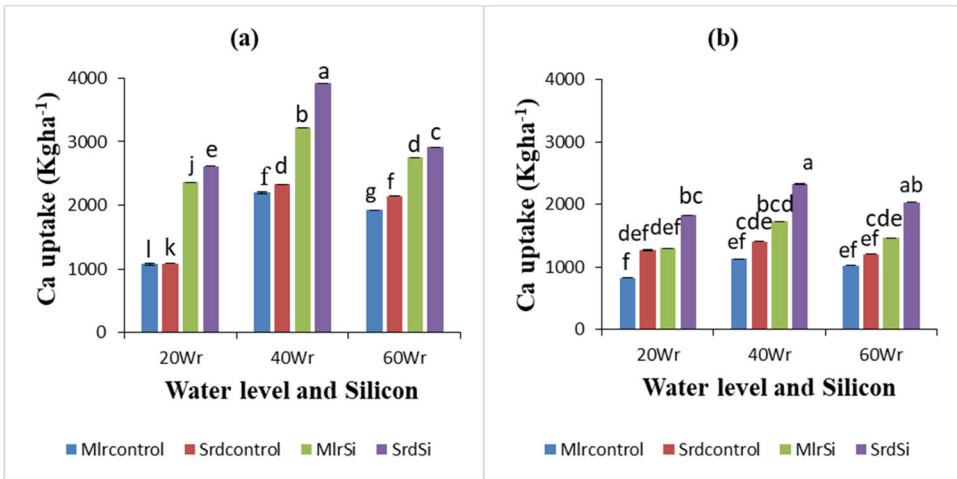 (a)
Ca uptake (Kgha-1)
4000
3000
2000
1000
0
l k j e
f d b a
g f d c
20Wr 40Wr 60Wr
Water level and Silicon
Mlrcontrol Srdcontrol MlrSi SrdSi
(b)
Ca uptake (Kgha-1)
4000
3000
2000
1000
0
f def def bc
ef cde bcd a
ef ef cde ab
20Wr 40Wr 60Wr
Water level and Silicon
Mlrcontrol Srdcontrol MlrSi SrdSi